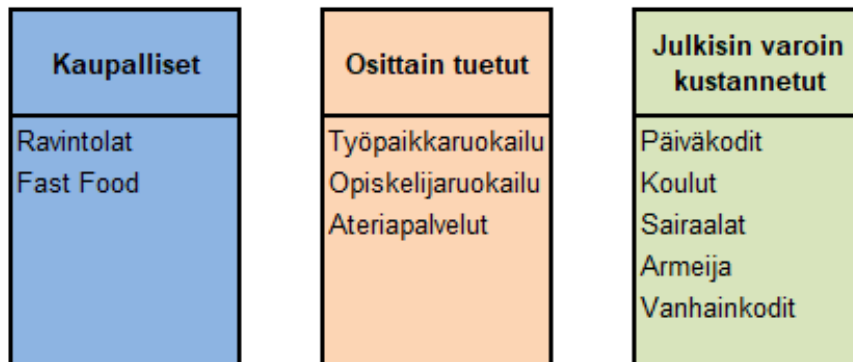 Kaupalliset
Ravintolat
Fast Food
Osittain tuetut
Työpaikkaruokailu
Opiskelijaruokailu
Ateriapalvelut
Julkisin varoin
kustannetut
Päiväkodit
Koulut
Sairaalat
Armeija
Vanhainkodit